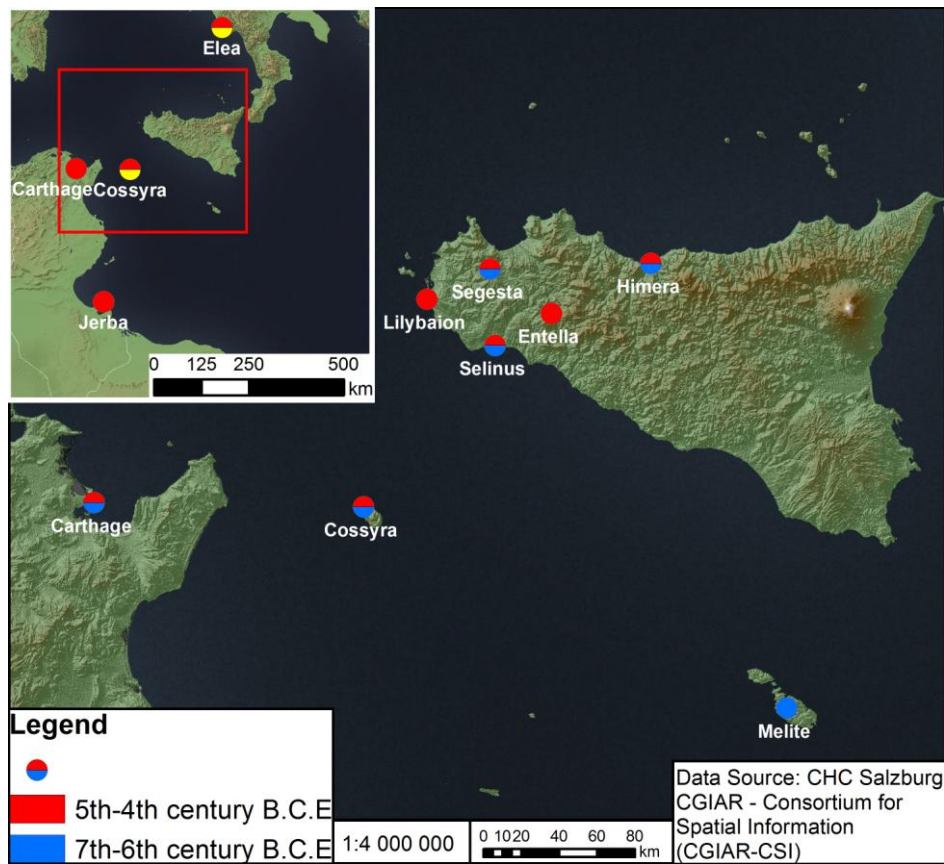 Elea
Carthage Cossyra
Jerba
0 125 250 500
km
Segesta
Himera
Lilybaion
Entella
Selinus
Carthage
Cossyra
Melite
Legend
5th-4th century B.C.E
7th-6th century B.C.E
1:4 000 000
0 10 20 40 60 80
km
Data Source: CHC Salzburg
CGIAR - Consortium for
Spatial Information
(CGIAR-CSI)